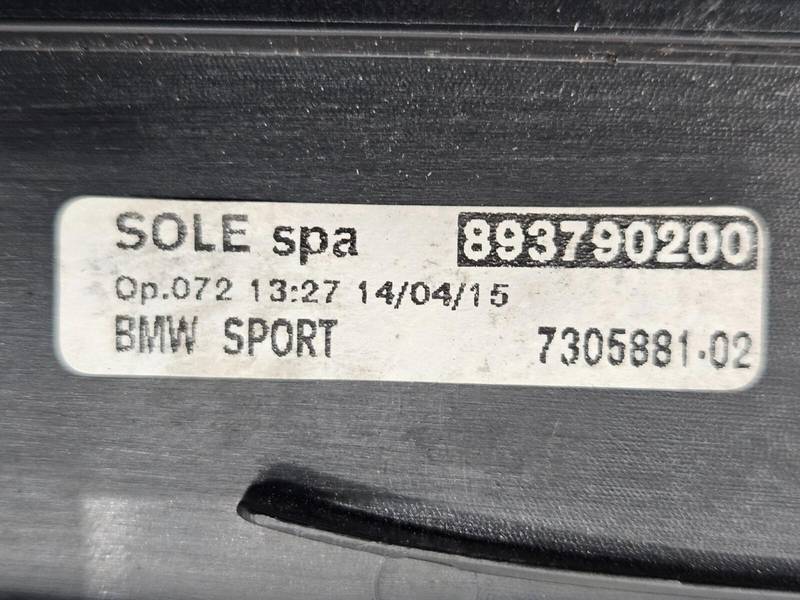 SOLE spa 893790200
Op.072 13:27 14/04/15
BMW SPORT 7305881-02